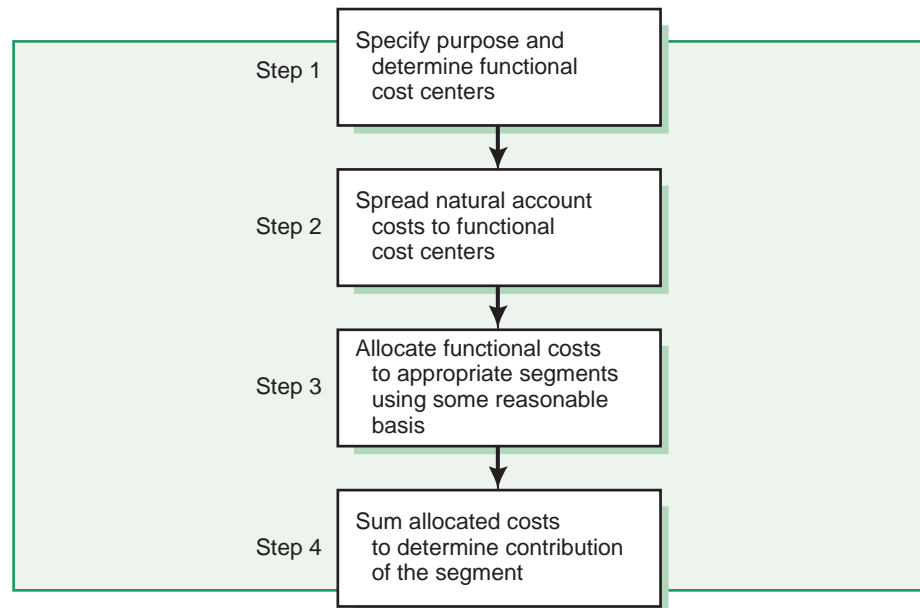 Step 1
Specify purpose and
determine functional
cost centers
Step 2
Spread natural account
costs to functional
cost centers
Step 3
Allocate functional costs
to appropriate segments
using some reasonable
basis
Step 4
Sum allocated costs
to determine contribution
of the segment